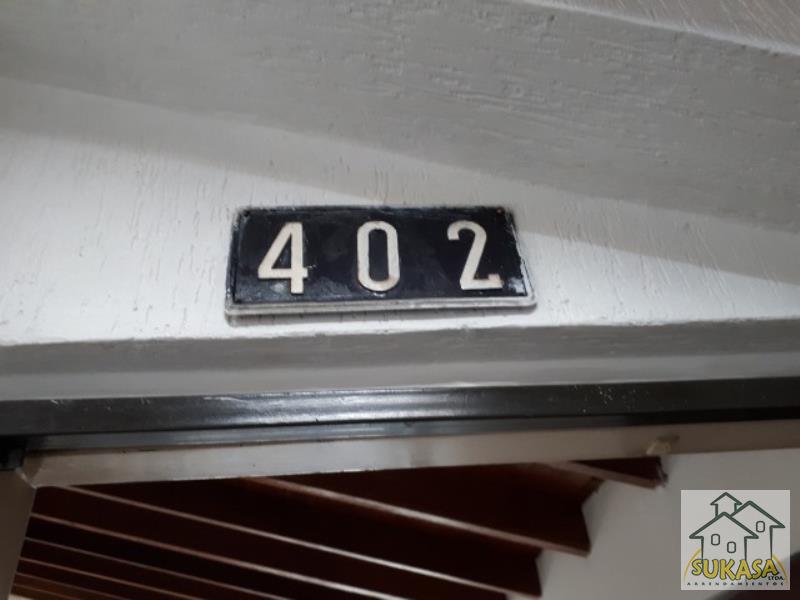 402
SUKASA
LTDA.
ARRENDAMIENTOS